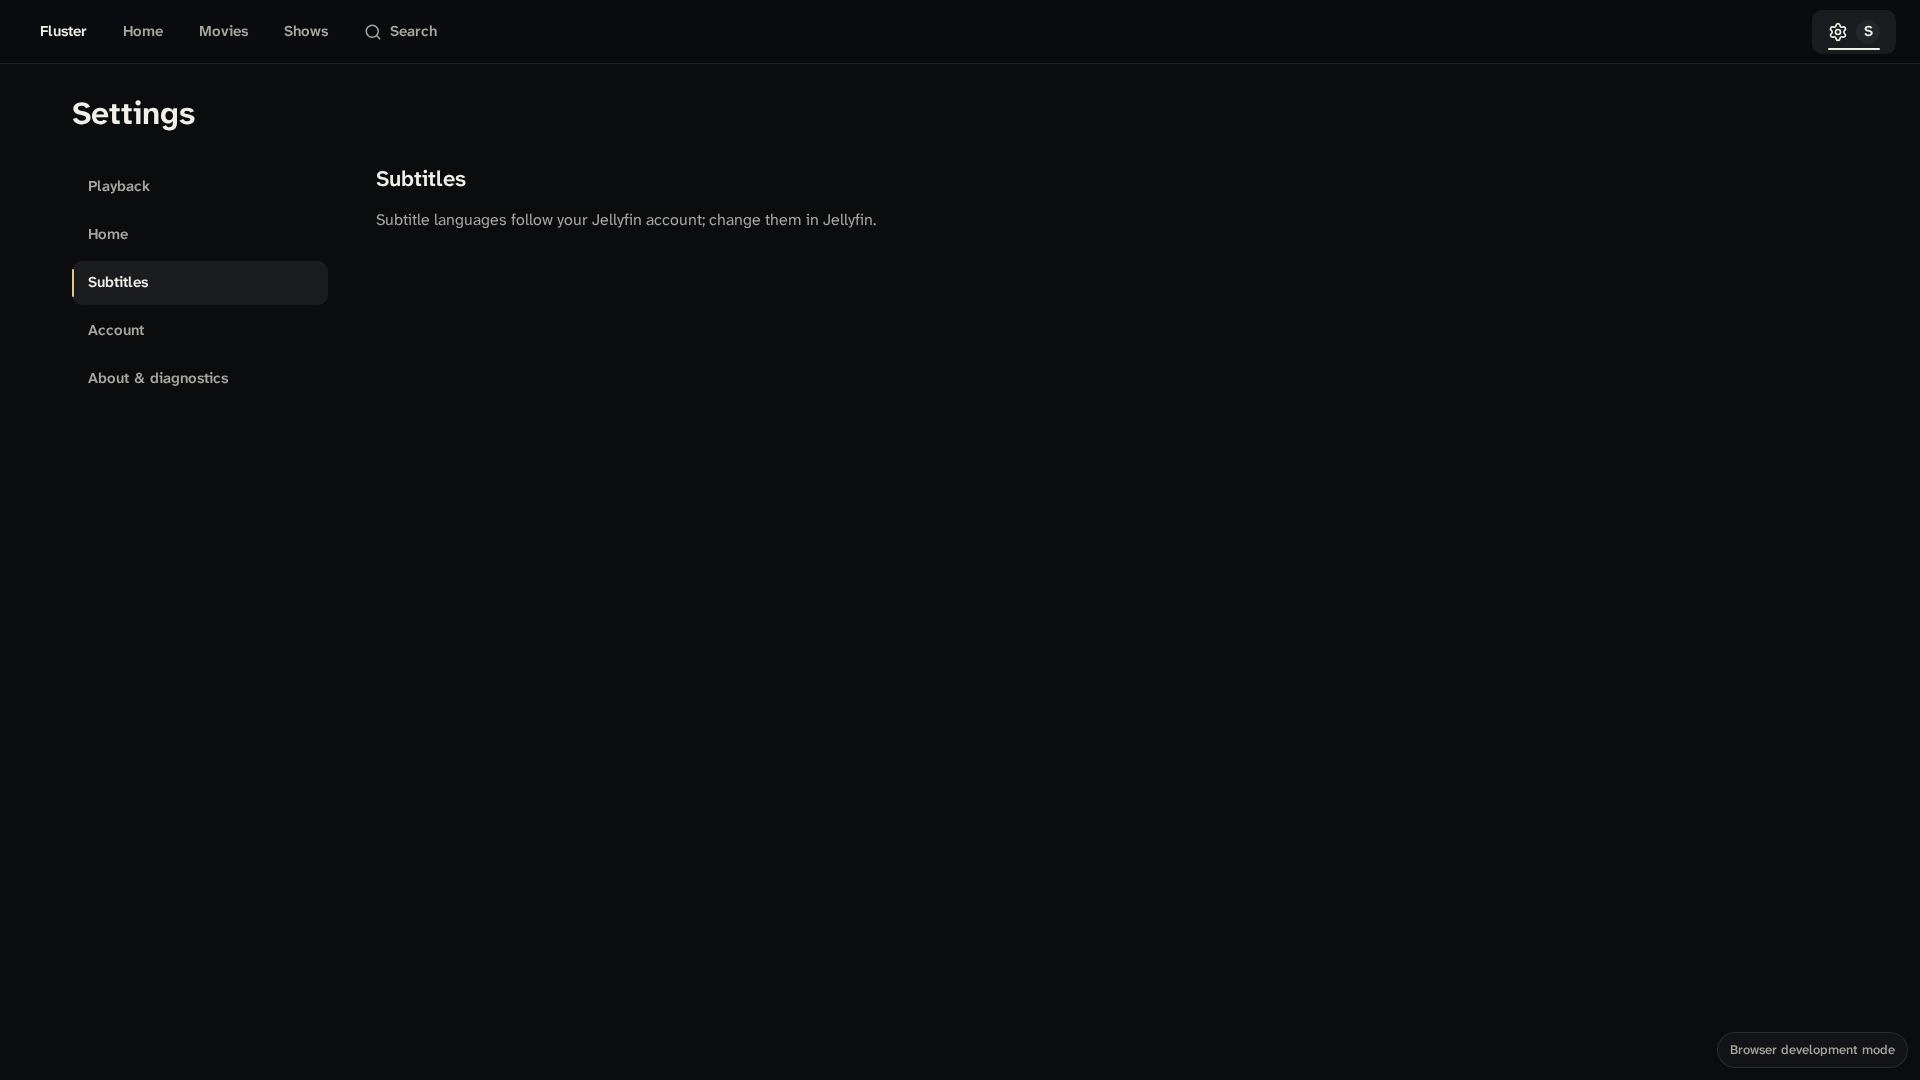 Fluster
Home
Movies
Shows
Search
S
Settings
Playback
Home
Subtitles
Account
About & diagnostics
Subtitles
Subtitle languages follow your Jellyfin account; change them in Jellyfin.
Browser development mode